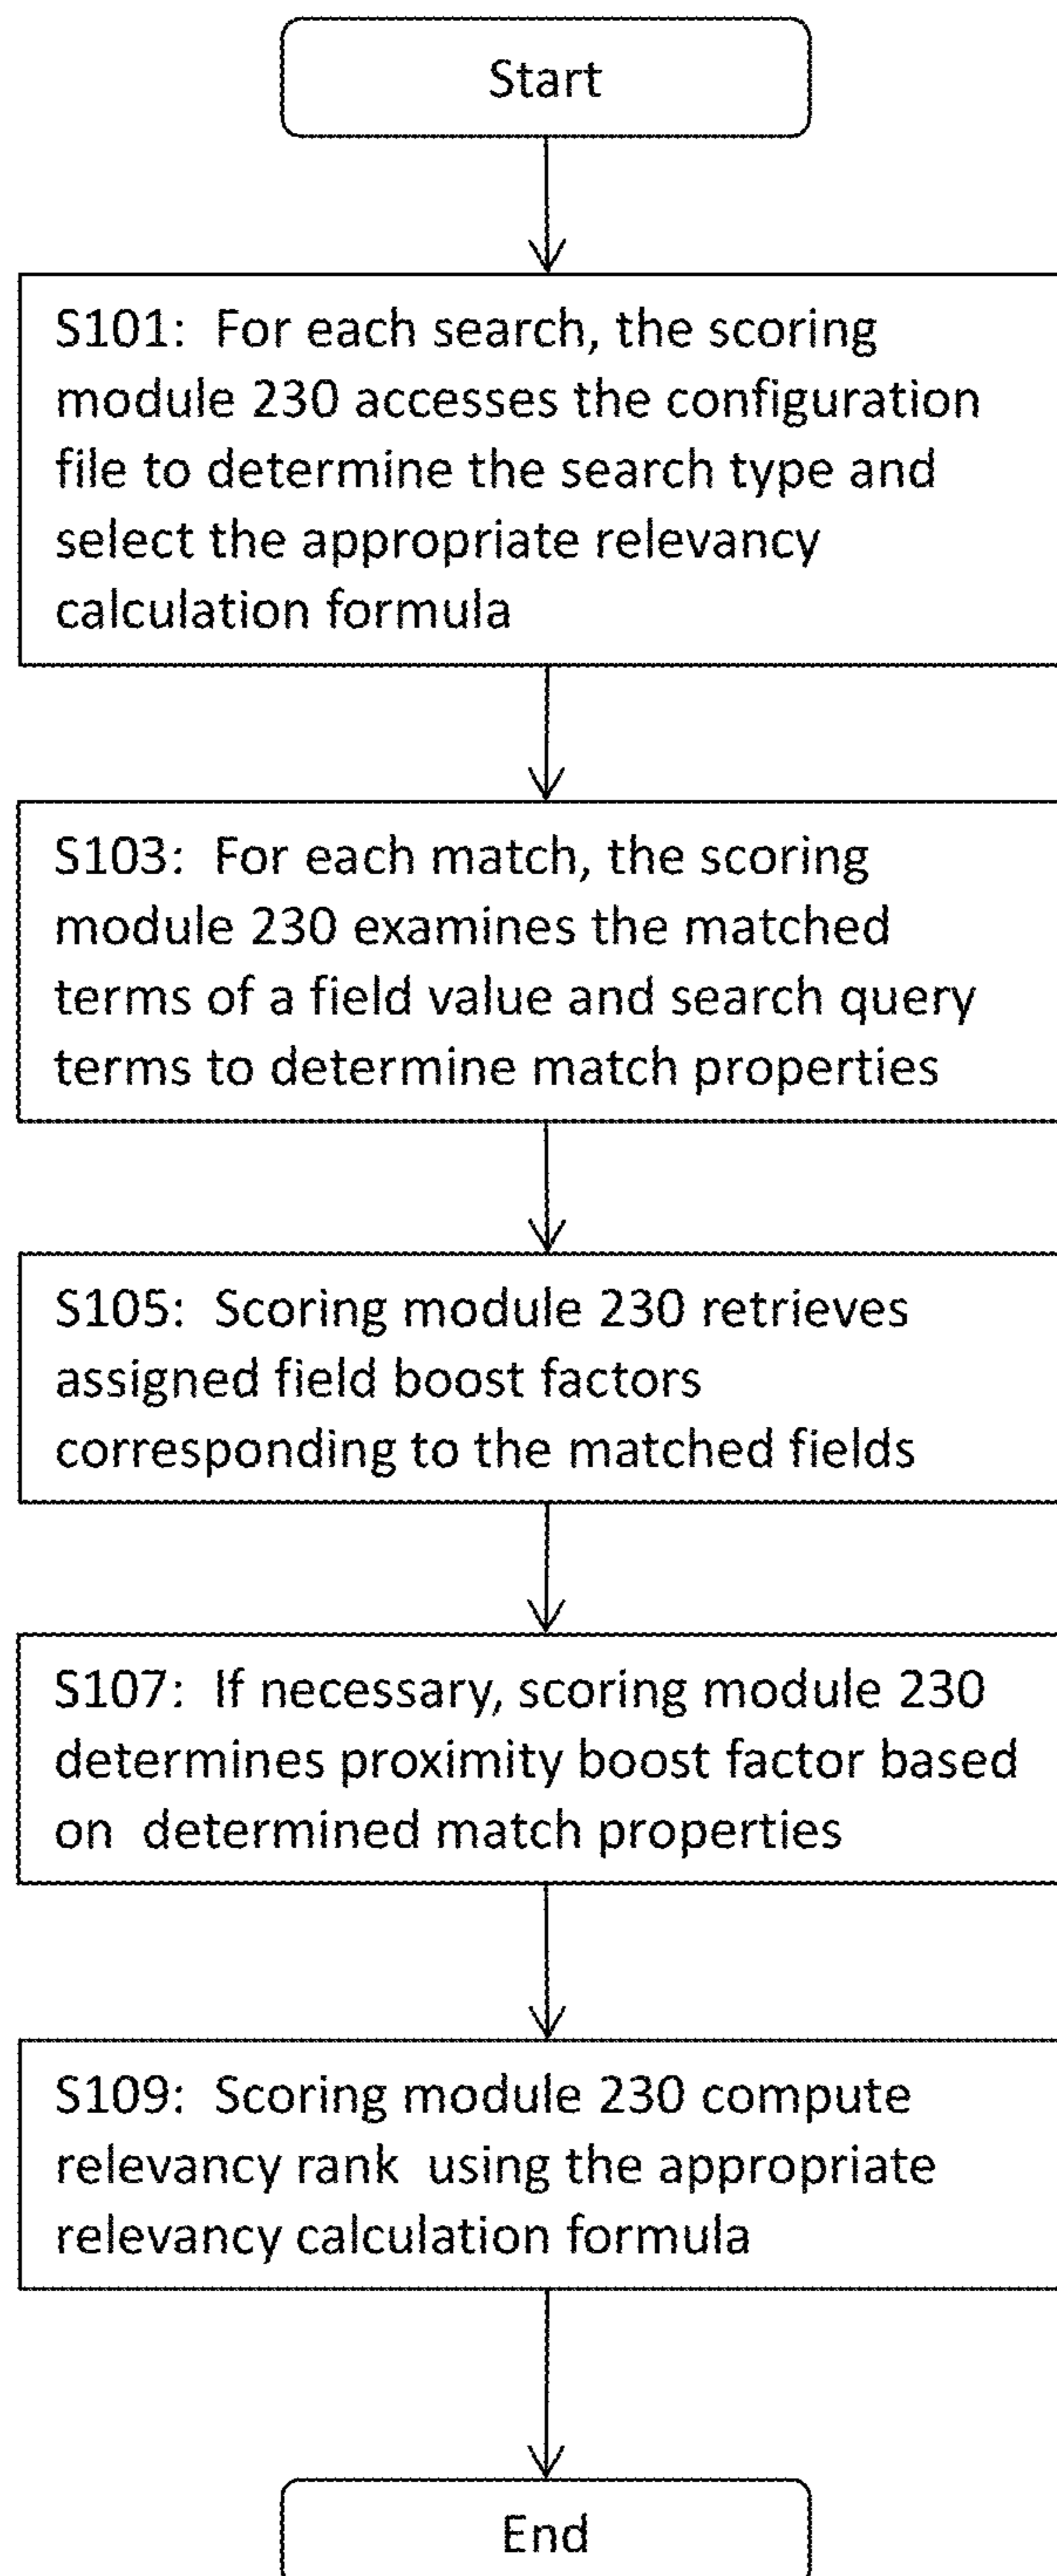 Start
S101:  For each search, the scoring
module 230 accesses the configuration
file to determine the search type and
select the appropriate relevancy
calculation formula
S103:  For each match, the scoring
module 230 examines the matched
terms of a field value and search query
terms to determine match properties
S105:  Scoring module 230 retrieves
assigned field boost factors
corresponding to the matched fields
S107:  If necessary, scoring module 230
determines proximity boost factor based
on  determined match properties
S109:  Scoring module 230 compute
relevancy rank  using the appropriate
relevancy calculation formula
End